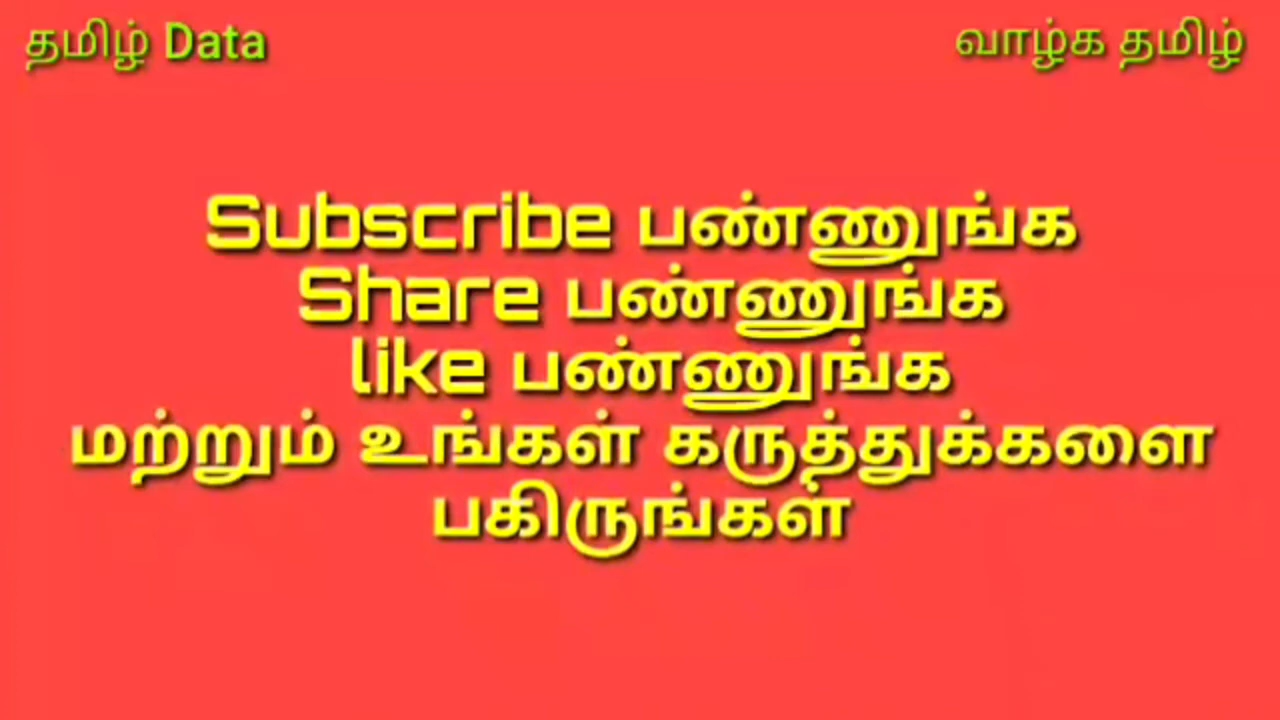 தமிழ் Data
வாழ்க தமிழ்
Subscribe பண்ணுங்க
Share பண்ணுங்க
like பண்ணுங்க
மற்றும் உங்கள் கருத்துக்களை
பகிருங்கள்